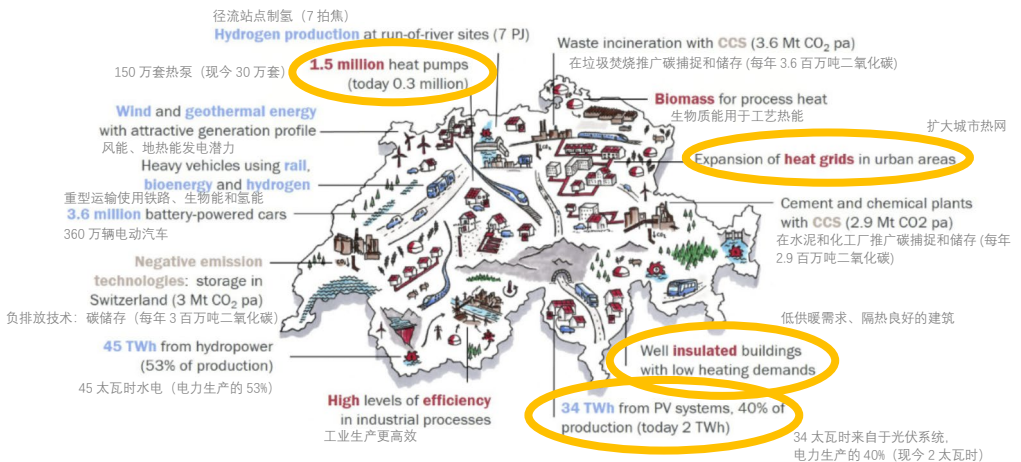 径流站点制氢（7 拍焦）
Hydrogen production at run-of-river sites (7 PJ)
1.5 million heat pumps
(today 0.3 million)
150 万套热泵（现今 30 万套）
Wind and geothermal energy
with attractive generation profile
风能、地热能发电潜力
Heavy vehicles using rail,
bioenergy and hydrogen
重型运输使用铁路、生物能和氢能
3.6 million battery-powered cars
360 万辆电动汽车
Negative emission
technologies: storage in
Switzerland (3 Mt CO₂ pa)
负排放技术：碳储存（每年 3 百万吨二氧化碳）
45 TWh from hydropower
(53% of production)
45 太瓦时水电（电力生产的 53%）
High levels of efficiency
in industrial processes
工业生产更高效
Waste incineration with CCS (3.6 Mt CO₂ pa)
在垃圾焚烧推广碳捕捉和储存 (每年 3.6 百万吨二氧化碳)
Biomass for process heat
生物质能用于工艺热能
扩大城市热网
Expansion of heat grids in urban areas
Cement and chemical plants
with CCS (2.9 Mt CO2 pa)
在水泥和化工厂推广碳捕捉和储存 (每年
2.9 百万吨二氧化碳)
低供暖需求、隔热良好的建筑
Well insulated buildings
with low heating demands
34 TWh from PV systems, 40% of
production (today 2 TWh)
34 太瓦时来自于光伏系统，
电力生产的 40%（现今 2 太瓦时）